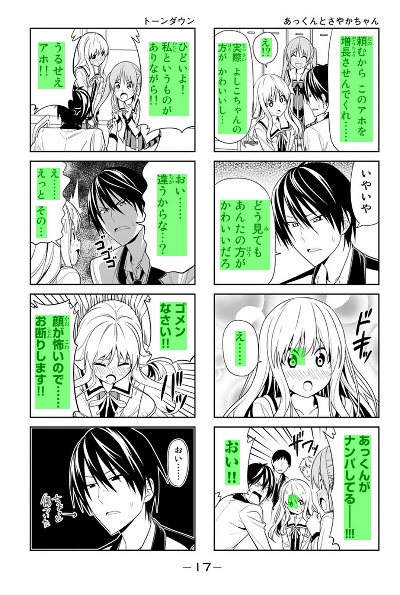 あっくんとさやかちゃん
頼むから このアホを
増長させんでくれ……
え!?
実際 よしこちゃんの
方が かわいいし…
いやいや
どう見ても
あんたの方が
かわいいだろ
え……
ドキッ
あっくんが
ナンパしてる――!!!
おい!!
トーンダウン
ひどいよ!
私というものが
ありながら!!
うるせえ
アホ!!
おい……
違うからな…?
え……
えっと
その…
ゴメン
なさい!!
顔が怖いので……
お断りします!!
おい……
-17-